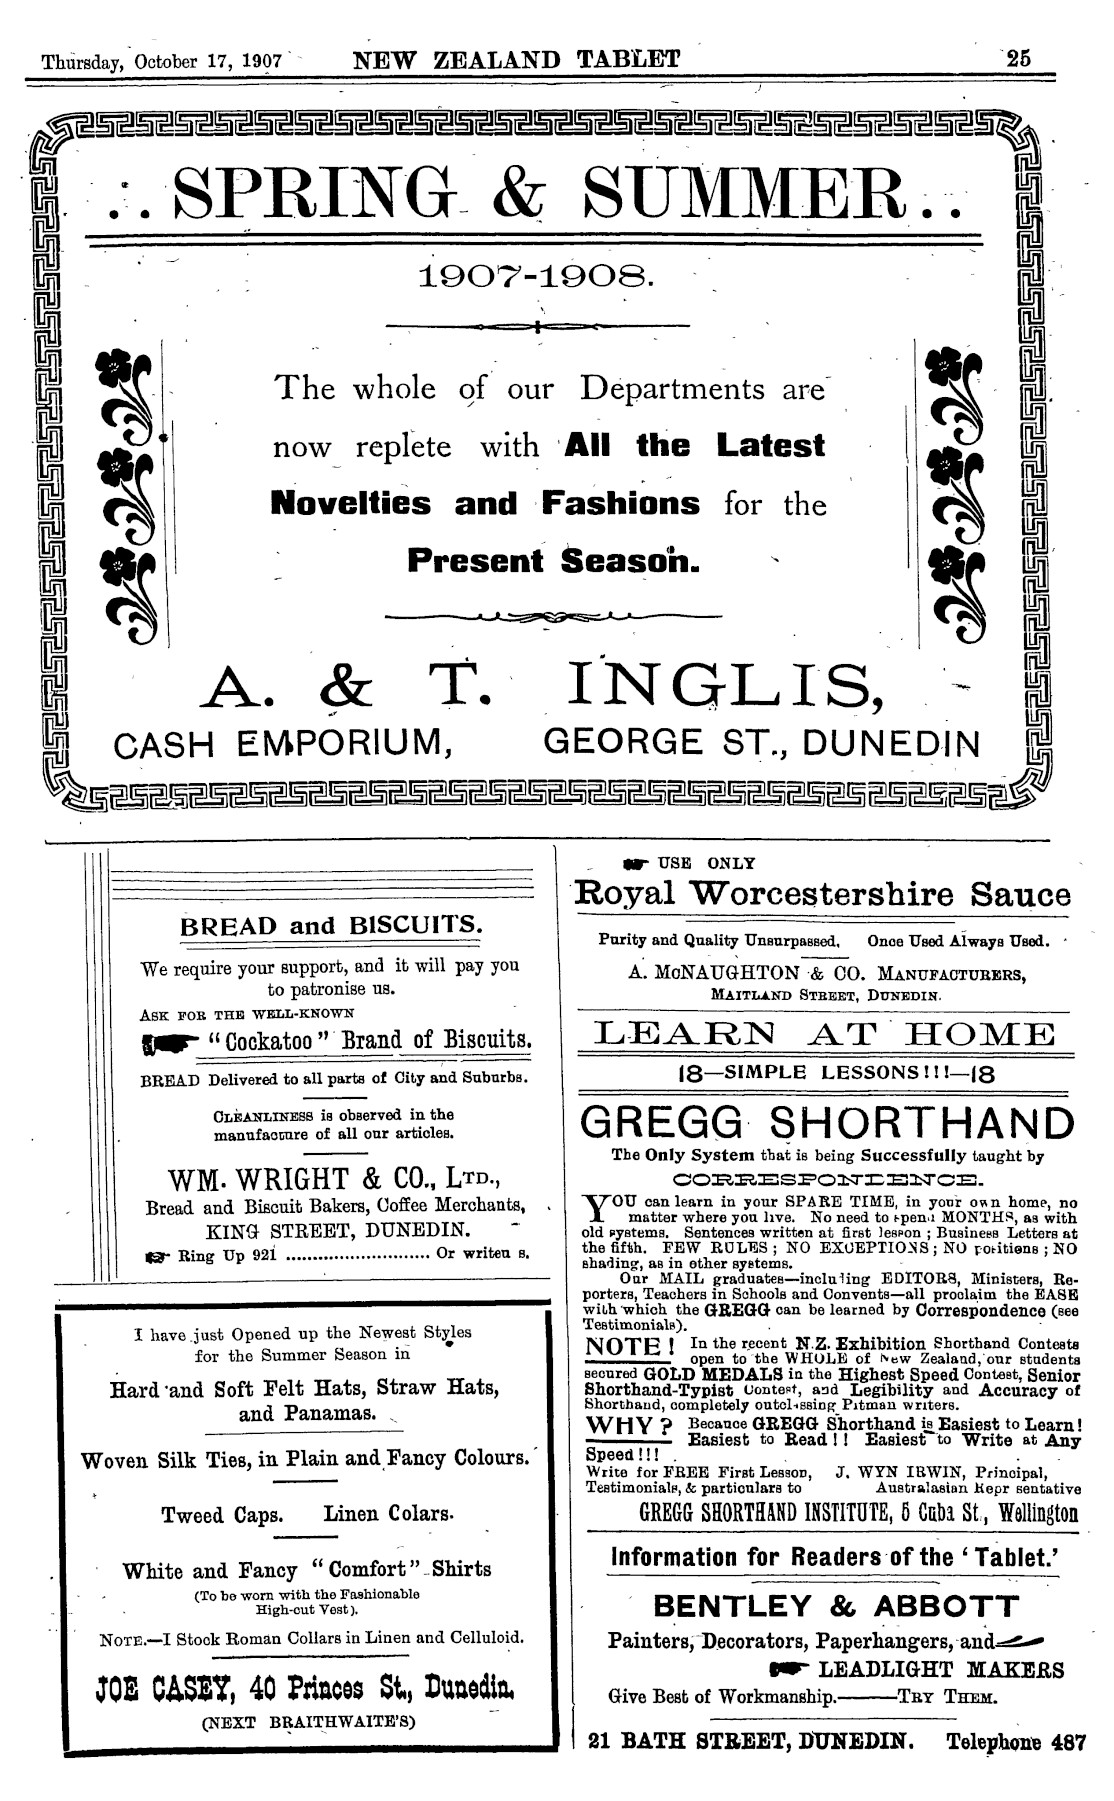 Thursday, October 17, 1907 NEW ZEALAND TABLET 25
. . SPRING & SUMMER . .
1907-1908.
The whole of our Departments are
now replete with All the Latest
Novelties and Fashions for the
Present Season.
A. & T. INGLIS,
CASH EMPORIUM, GEORGE ST., DUNEDIN
BREAD and BISCUITS.
We require your support, and it will pay you
to patronise us.
ASK FOR THE WELL-KNOWN
"Cockatoo" Brand of Biscuits.
BREAD Delivered to all parts of City and Suburbs.
CLEANLINESS is observed in the
manufacture of all our articles.
WM. WRIGHT & CO., LTD.,
Bread and Biscuit Bakers, Coffee Merchants,
KING STREET, DUNEDIN.
Ring Up 921 ........................... Or write us.
I have just Opened up the Newest Styles
for the Summer Season in
Hard and Soft Felt Hats, Straw Hats,
and Panamas.
Woven Silk Ties, in Plain and Fancy Colours.
Tweed Caps. Linen Colars.
White and Fancy "Comfort" Shirts
(To be worn with the Fashionable
High-cut Vest).
NOTE.—I Stock Roman Collars in Linen and Celluloid.
JOE CASEY, 40 Princes St., Dunedin.
(NEXT BRAITHWAITE'S)
USE ONLY
Royal Worcestershire Sauce
Purity and Quality Unsurpassed. Once Used Always Used.
A. McNAUGHTON & CO. MANUFACTURERS,
MAITLAND STREET, DUNEDIN.
LEARN AT HOME
18—SIMPLE LESSONS!!!—18
GREGG SHORTHAND
The Only System that is being Successfully taught by
CORRESPONDENCE.
YOU can learn in your SPARE TIME, in your own home, no
matter where you live. No need to spend MONTHS, as with
old systems. Sentences written at first lesson ; Business Letters at
the fifth. FEW RULES ; NO EXCEPTIONS ; NO positions ; NO
shading, as in other systems.
Our MAIL graduates—including EDITORS, Ministers, Re-
porters, Teachers in Schools and Convents—all proclaim the EASE
with which the GREGG can be learned by Correspondence (see
Testimonials).
NOTE ! In the recent N.Z. Exhibition Shorthand Contests
open to the WHOLE of New Zealand, our students
secured GOLD MEDALS in the Highest Speed Contest, Senior
Shorthand-Typist Contest, and Legibility and Accuracy of
Shorthand, completely outclassing Pitman writers.
WHY ? Becauce GREGG Shorthand is Easiest to Learn!
Easiest to Read!! Easiest to Write at Any
Speed!!!
Write for FREE First Lesson, J. WYN IRWIN, Principal,
Testimonials, & particulars to Australasian Representative
GREGG SHORTHAND INSTITUTE, 5 Cuba St., Wellington
Information for Readers of the 'Tablet.'
BENTLEY & ABBOTT
Painters, Decorators, Paperhangers, and
LEADLIGHT MAKERS
Give Best of Workmanship.———TRY THEM.
21 BATH STREET, DUNEDIN. Telephone 487